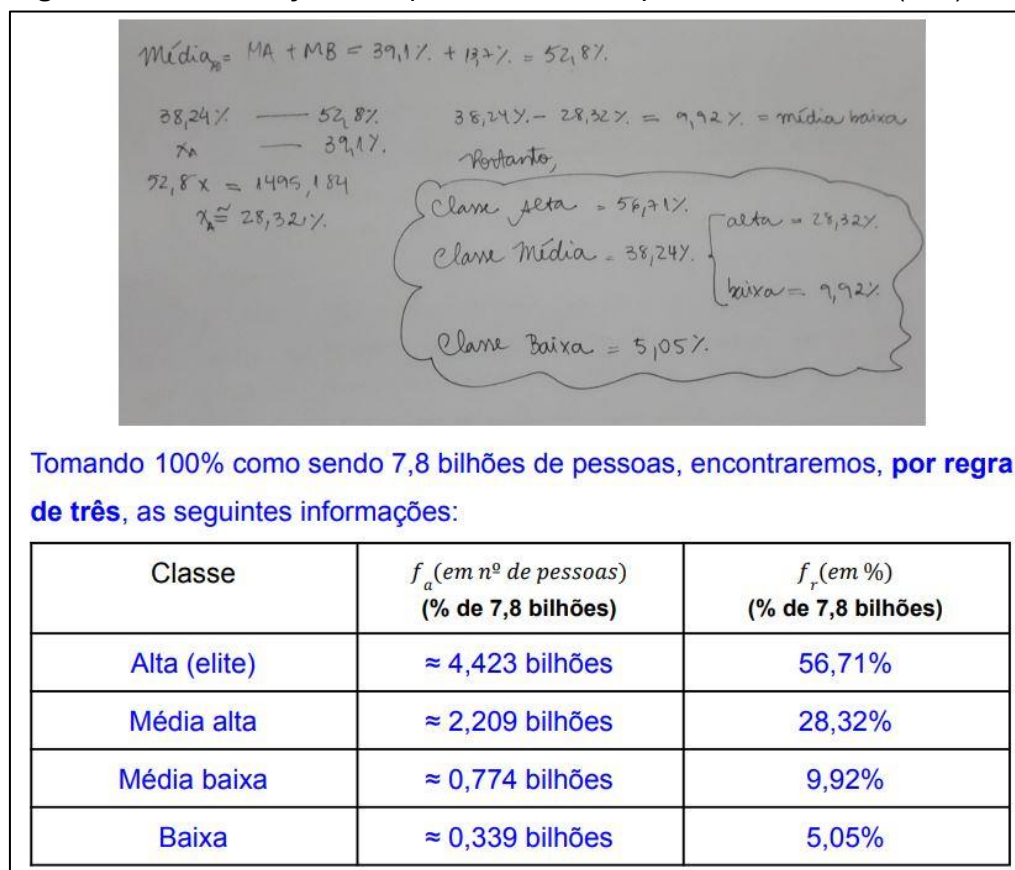 Média = MA + MB = 39,1% + 13,7% = 52,8%
38,24% — 52,8%
xA — 39,1%
52,8x = 1495,184
xA ≅ 28,32%
38,24% - 28,32% = 9,92% = média baixa
Portanto,
Classe Alta = 56,71%
Classe Média = 38,24%
alta = 28,32%
baixa = 9,92%
Classe Baixa = 5,05%
Tomando 100% como sendo 7,8 bilhões de pessoas, encontraremos, por regra
de três, as seguintes informações:
Classe fa(em nº de pessoas) fr(em %)
(% de 7,8 bilhões) (% de 7,8 bilhões)
Alta (elite) ≈ 4,423 bilhões 56,71%
Média alta ≈ 2,209 bilhões 28,32%
Média baixa ≈ 0,774 bilhões 9,92%
Baixa ≈ 0,339 bilhões 5,05%